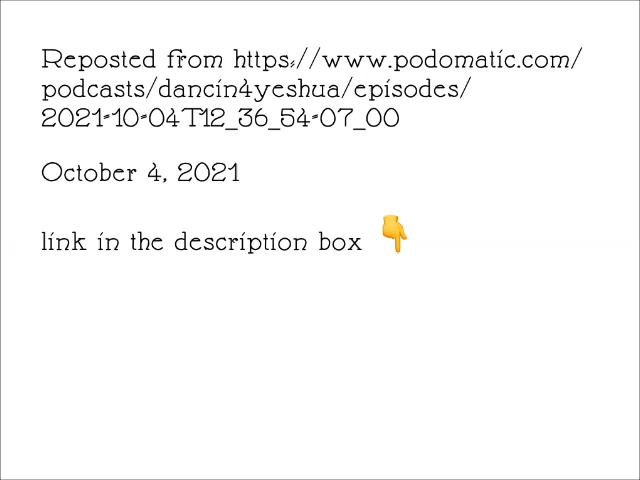 Reposted from https://www.podomatic.com/
podcasts/dancin4yeshua/episodes/
2021-10-04T12_36_54-07_00
October 4, 2021
link in the description box 👇